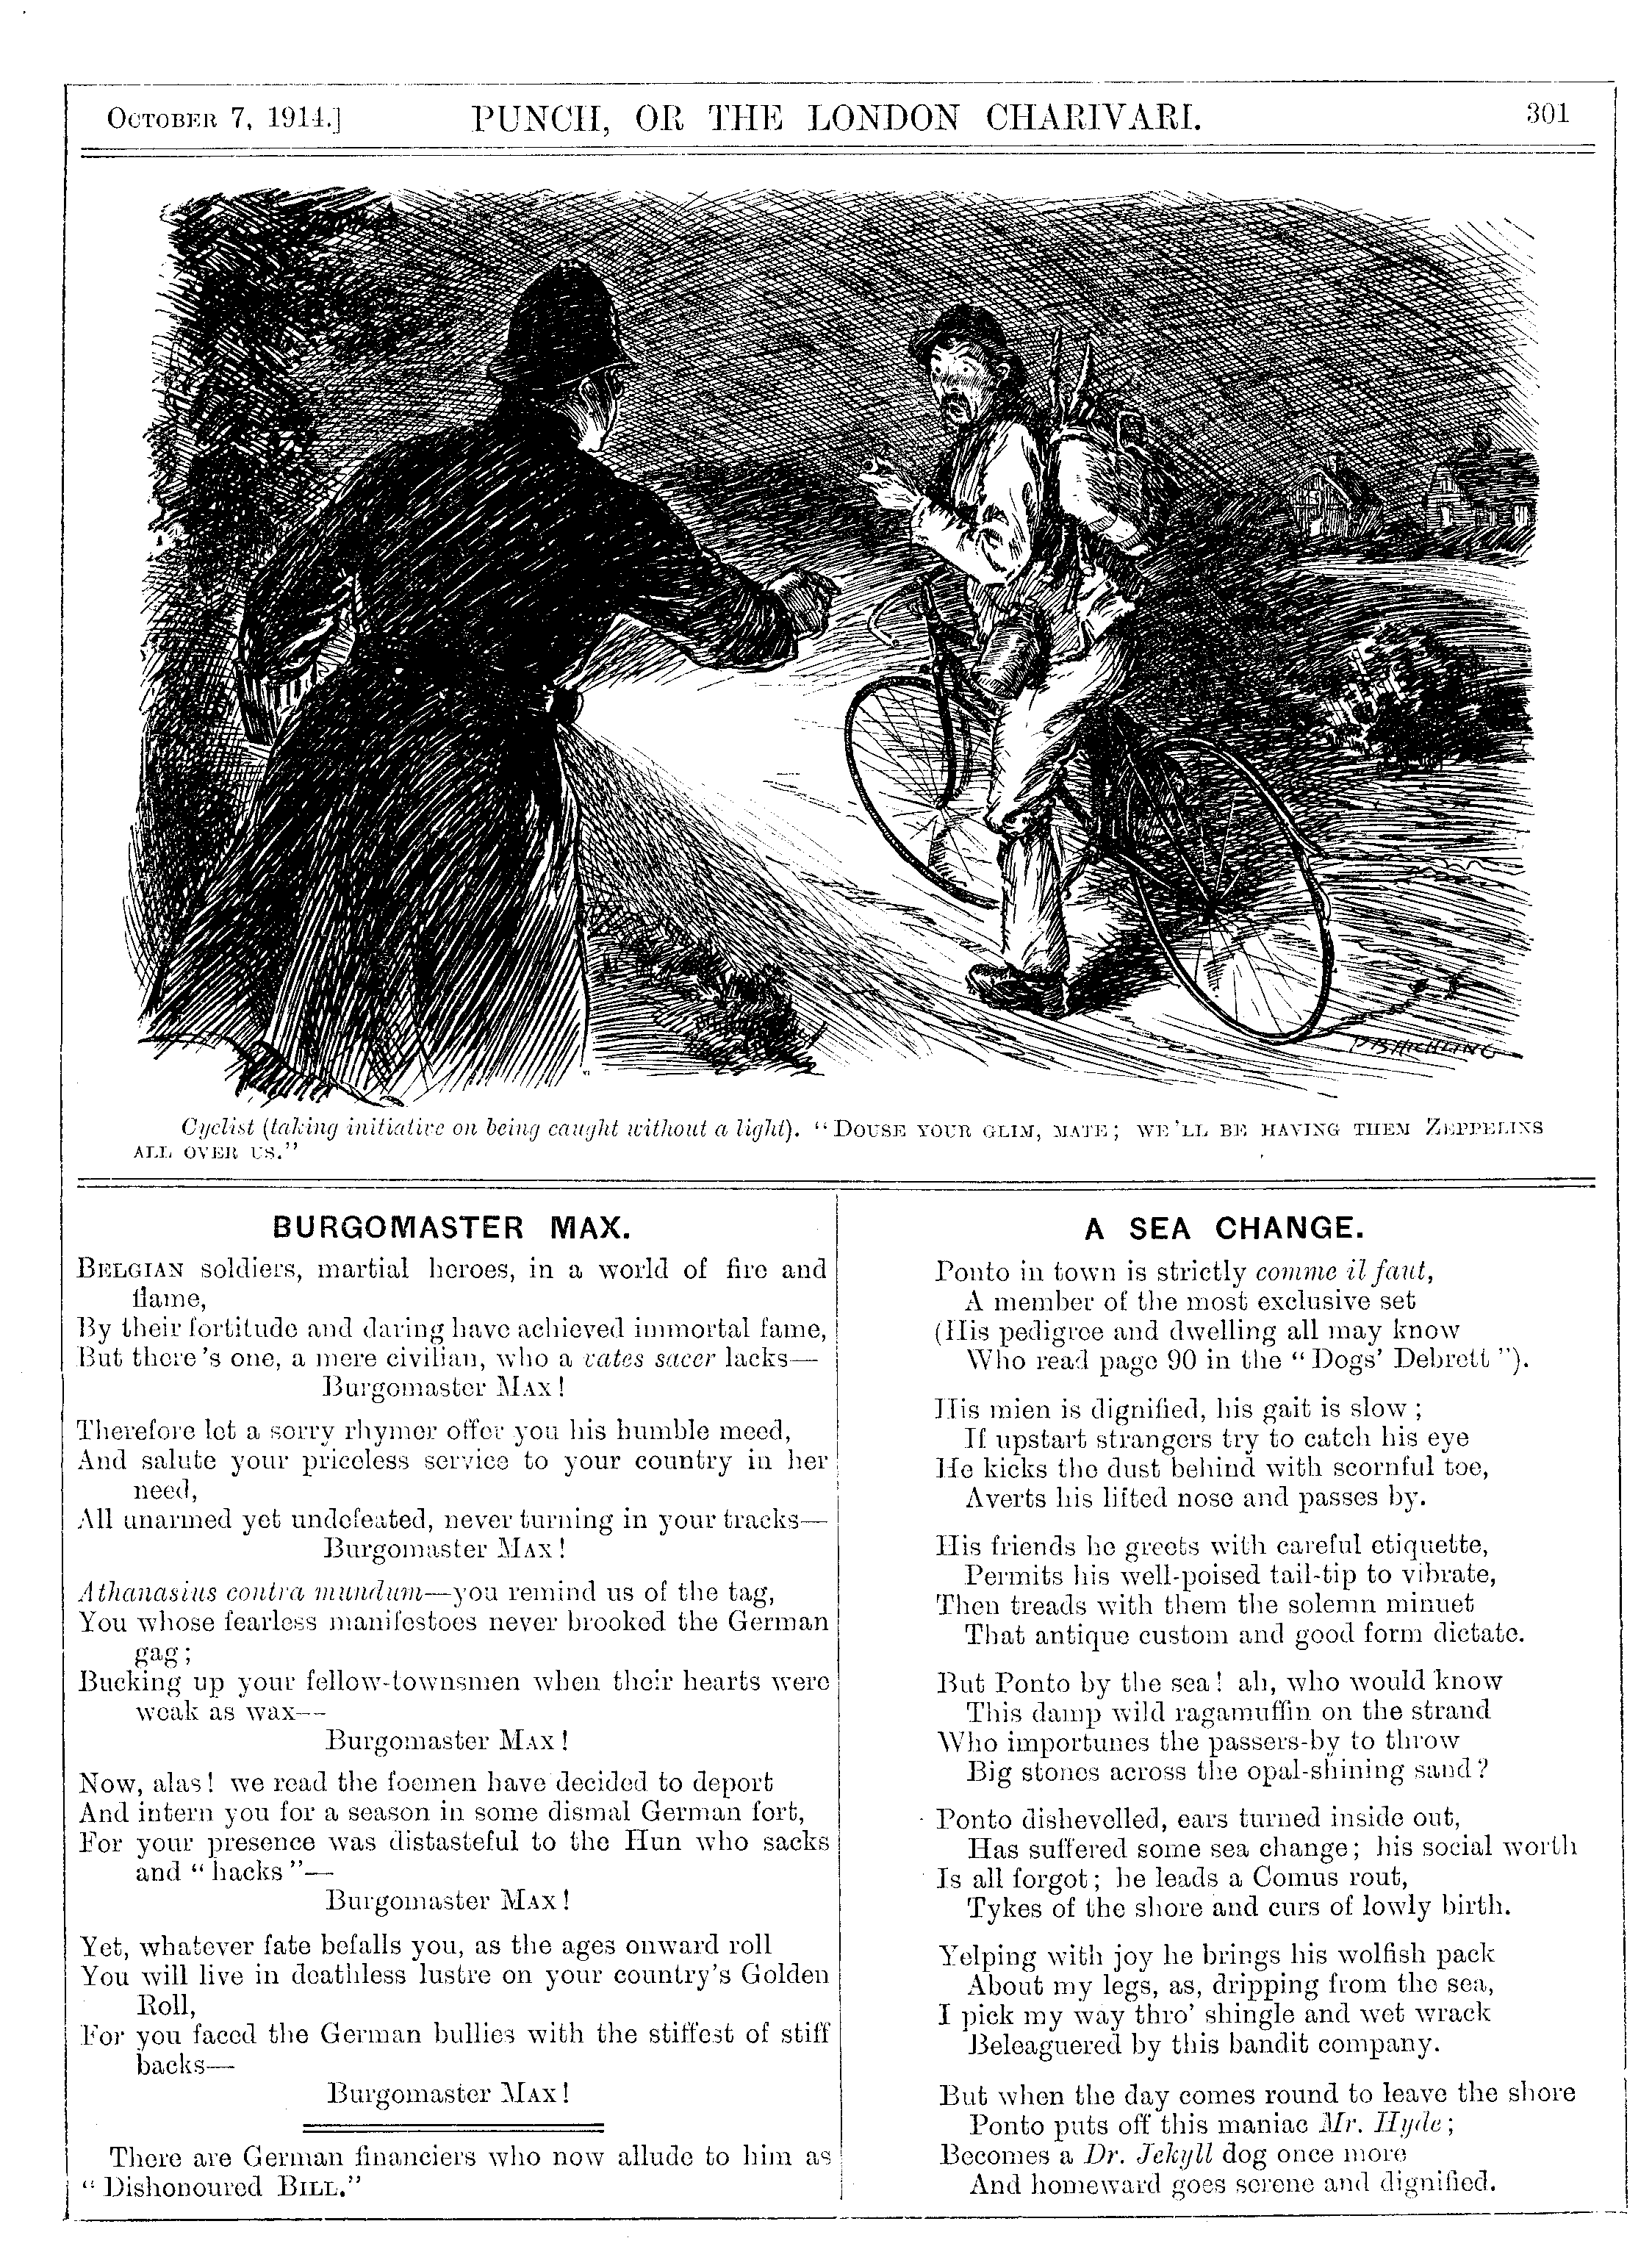 OCTOBER 7, 1914.]
PUNCH, OR THE LONDON CHARIVARI.
301
P B HICKLING
Cyclist (taking initiative on being caught without a light). "DOUSE YOUR GLIM, MATE; WE'LL BE HAVING THEM ZEPPELINS
ALL OVER US."
BURGOMASTER MAX.
BELGIAN soldiers, martial heroes, in a world of fire and
flame,
By their fortitude and daring have achieved immortal fame,
But there's one, a mere civilian, who a vates sacer lacks—
Burgomaster MAX!
Therefore let a sorry rhymer offer you his humble meed,
And salute your priceless service to your country in her
need,
All unarmed yet undefeated, never turning in your tracks—
Burgomaster MAX!
Athanasius contra mundum—you remind us of the tag,
You whose fearless manifestoes never brooked the German
gag;
Bucking up your fellow-townsmen when their hearts were
weak as wax—
Burgomaster MAX!
Now, alas! we read the foemen have decided to deport
And intern you for a season in some dismal German fort,
For your presence was distasteful to the Hun who sacks
and "hacks"—
Burgomaster MAX!
Yet, whatever fate befalls you, as the ages onward roll
You will live in deathless lustre on your country's Golden
Roll,
For you faced the German bullies with the stiffest of stiff
backs—
Burgomaster MAX!
There are German financiers who now allude to him as
"Dishonoured BILL."
A SEA CHANGE.
Ponto in town is strictly comme il faut,
A member of the most exclusive set
(His pedigree and dwelling all may know
Who read page 90 in the "Dogs' Debrett").
His mien is dignified, his gait is slow;
If upstart strangers try to catch his eye
He kicks the dust behind with scornful toe,
Averts his lifted nose and passes by.
His friends he greets with careful etiquette,
Permits his well-poised tail-tip to vibrate,
Then treads with them the solemn minuet
That antique custom and good form dictate.
But Ponto by the sea! ah, who would know
This damp wild ragamuffin on the strand
Who importunes the passers-by to throw
Big stones across the opal-shining sand?
Ponto dishevelled, ears turned inside out,
Has suffered some sea change; his social worth
Is all forgot; he leads a Comus rout,
Tykes of the shore and curs of lowly birth.
Yelping with joy he brings his wolfish pack
About my legs, as, dripping from the sea,
I pick my way thro' shingle and wet wrack
Beleaguered by this bandit company.
But when the day comes round to leave the shore
Ponto puts off this maniac Mr. Hyde;
Becomes a Dr. Jekyll dog once more
And homeward goes serene and dignified.